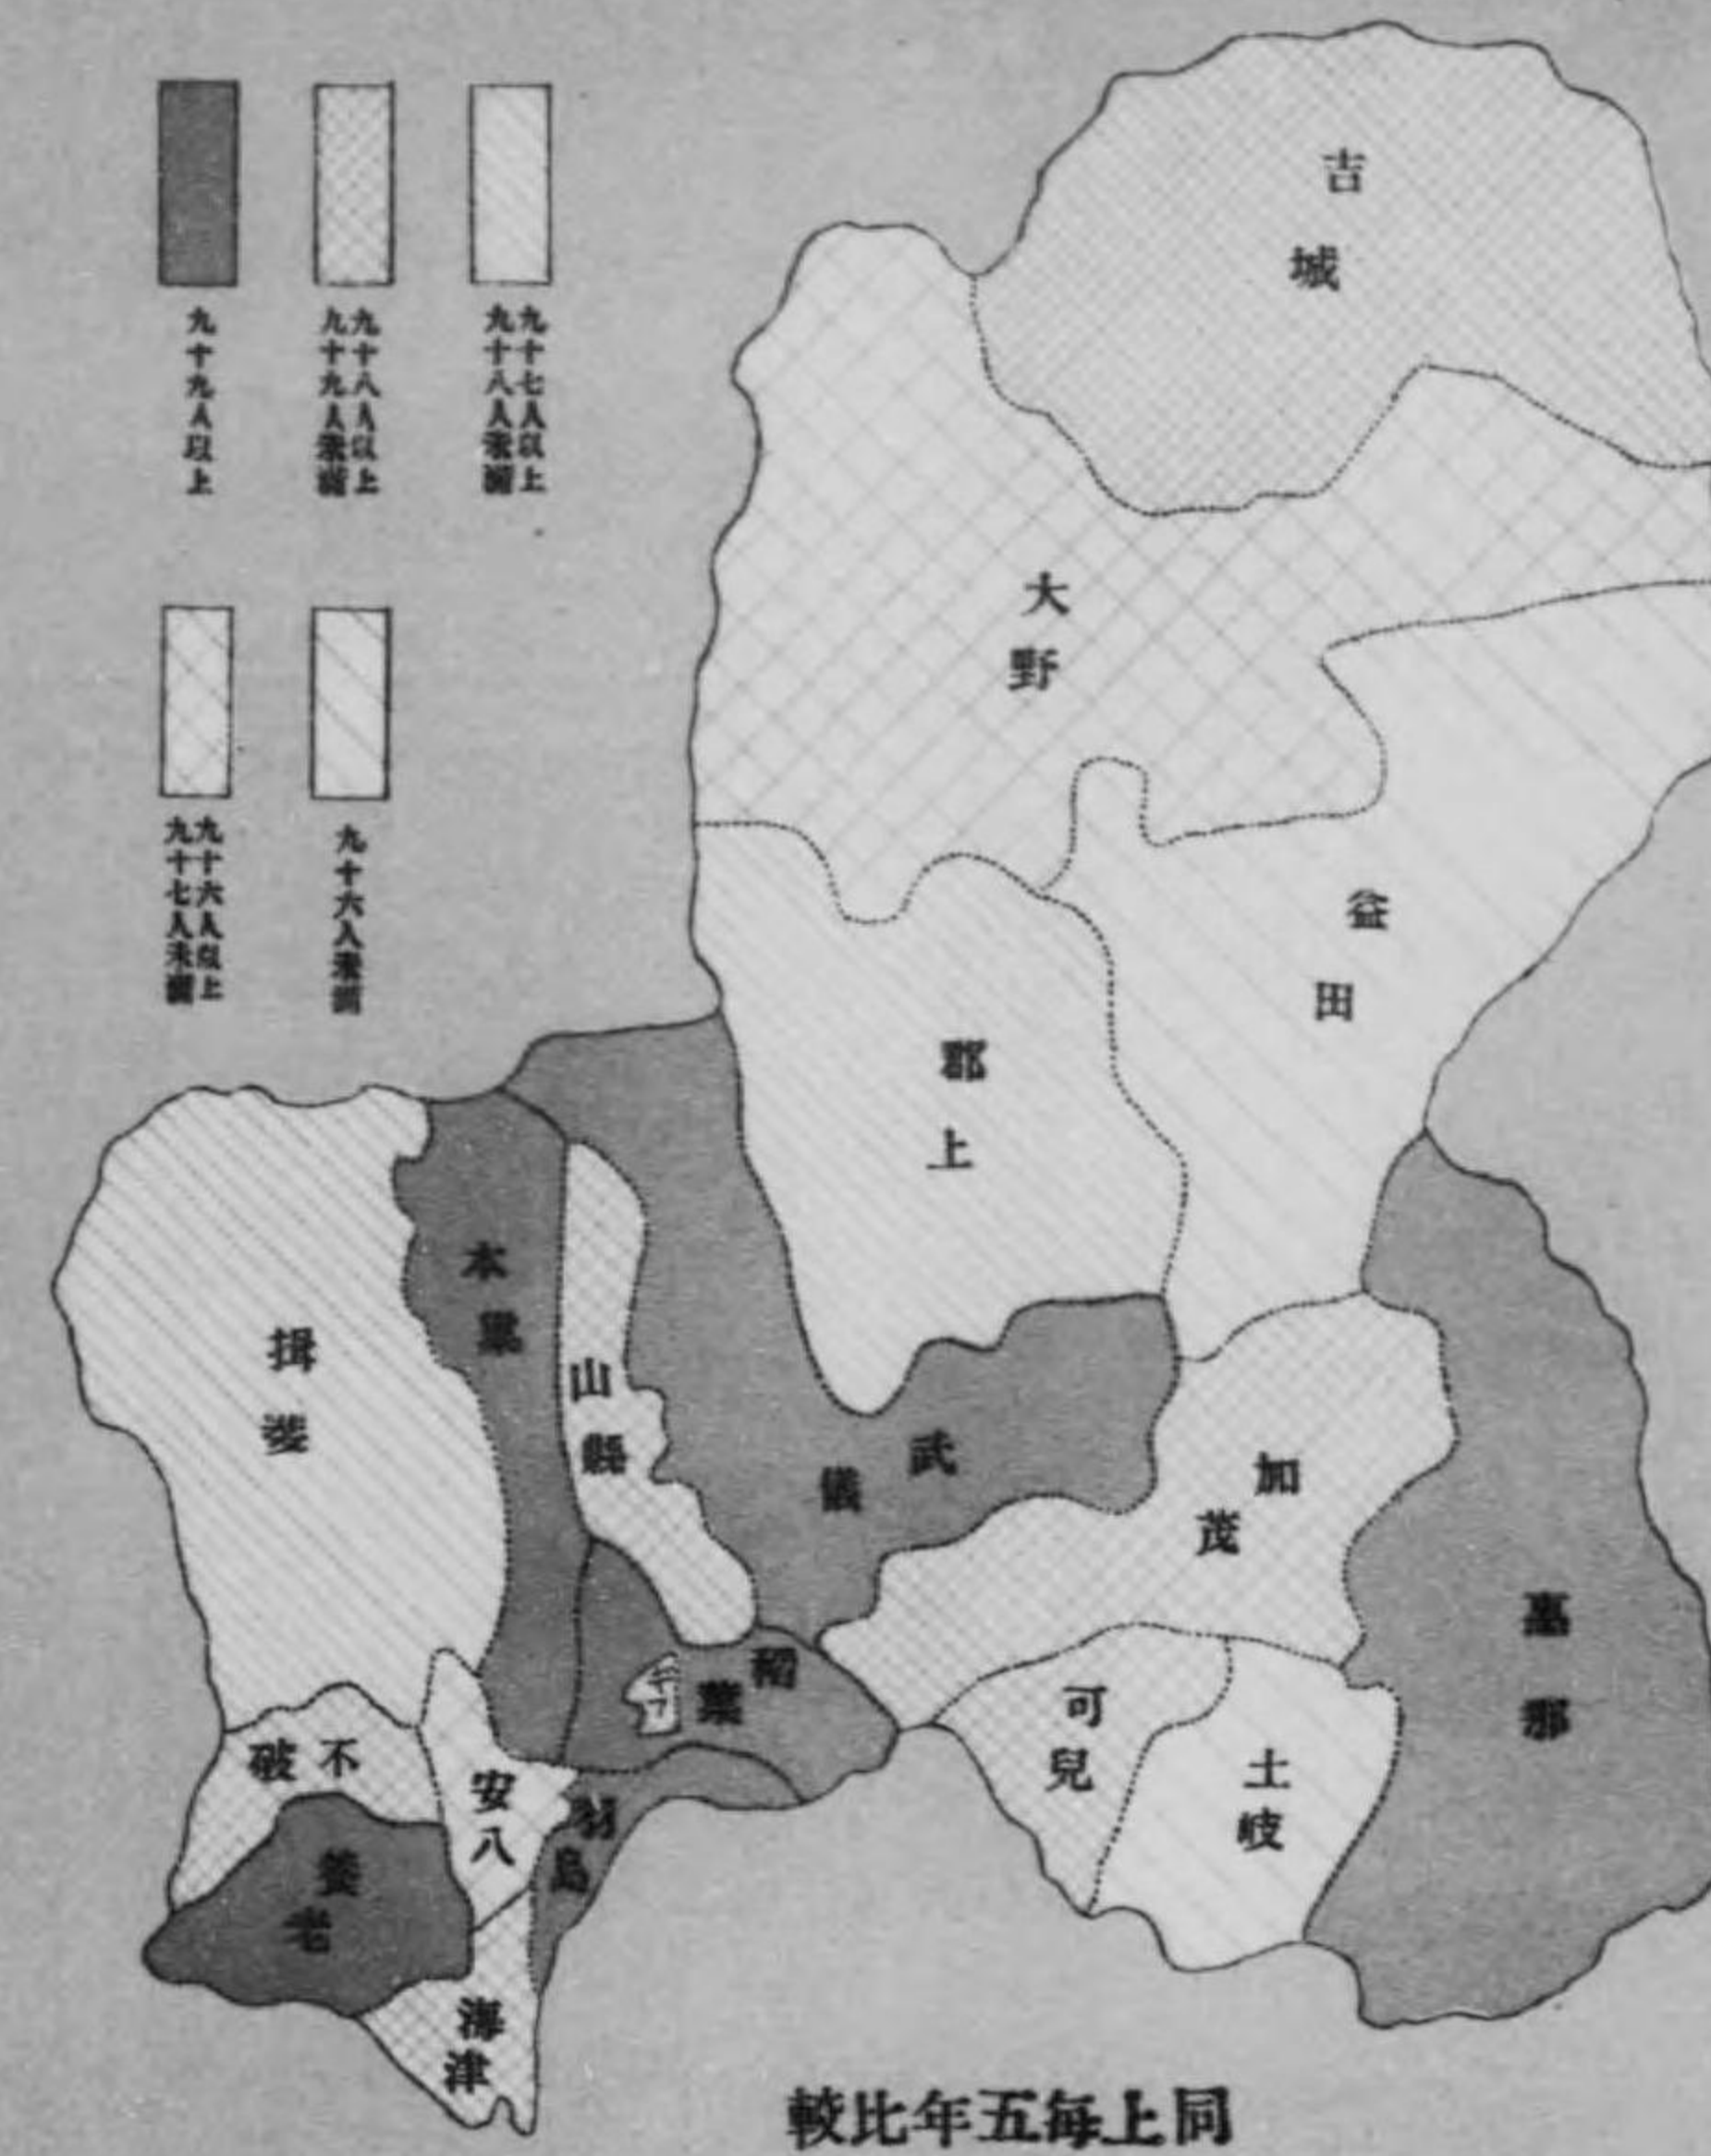 九十九人以上
九十八人以上
九十九人未滿
九十七人以上
九十八人未滿
九十六人以上
九十七人未滿
九十六人未滿
吉城
大野
益田
郡上
本巣
揖斐
山縣
武儀
加茂
惠那
稻葉
可兒
土岐
不破
安八
羽島
養老
海津
同上每五年比較